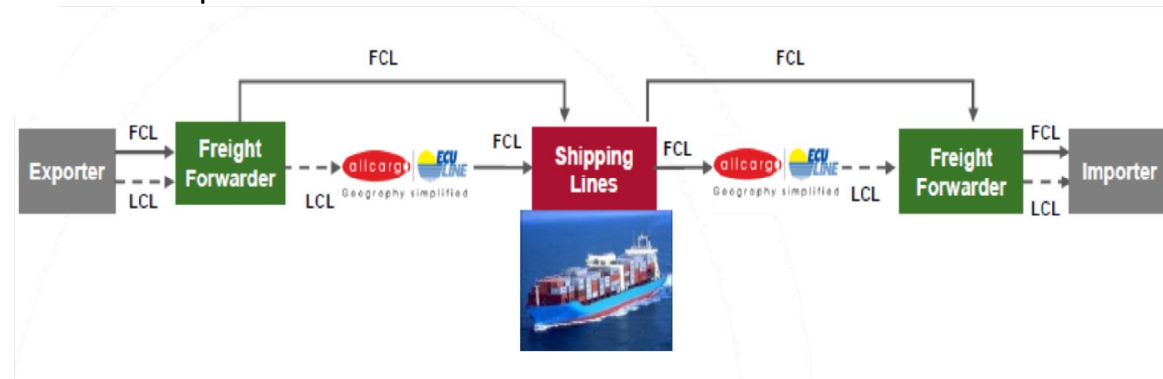 FCL
FCL
Exporter
FCL
LCL
Freight
Forwarder
LCL
allcargo
ECU
LINE
Geography simplified
FCL
Shipping
Lines
FCL
allcargo
ECU
LINE
Geography simplified
LCL
Freight
Forwarder
FCL
LCL
Importer